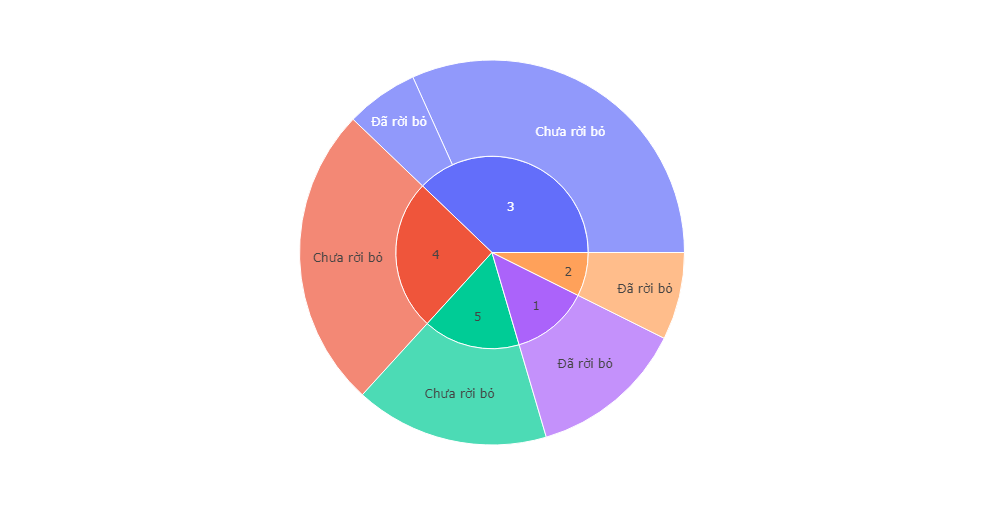 Đã rời bỏ
Chưa rời bỏ
3
Chưa rời bỏ
4
2
Đã rời bỏ
1
5
Đã rời bỏ
Chưa rời bỏ